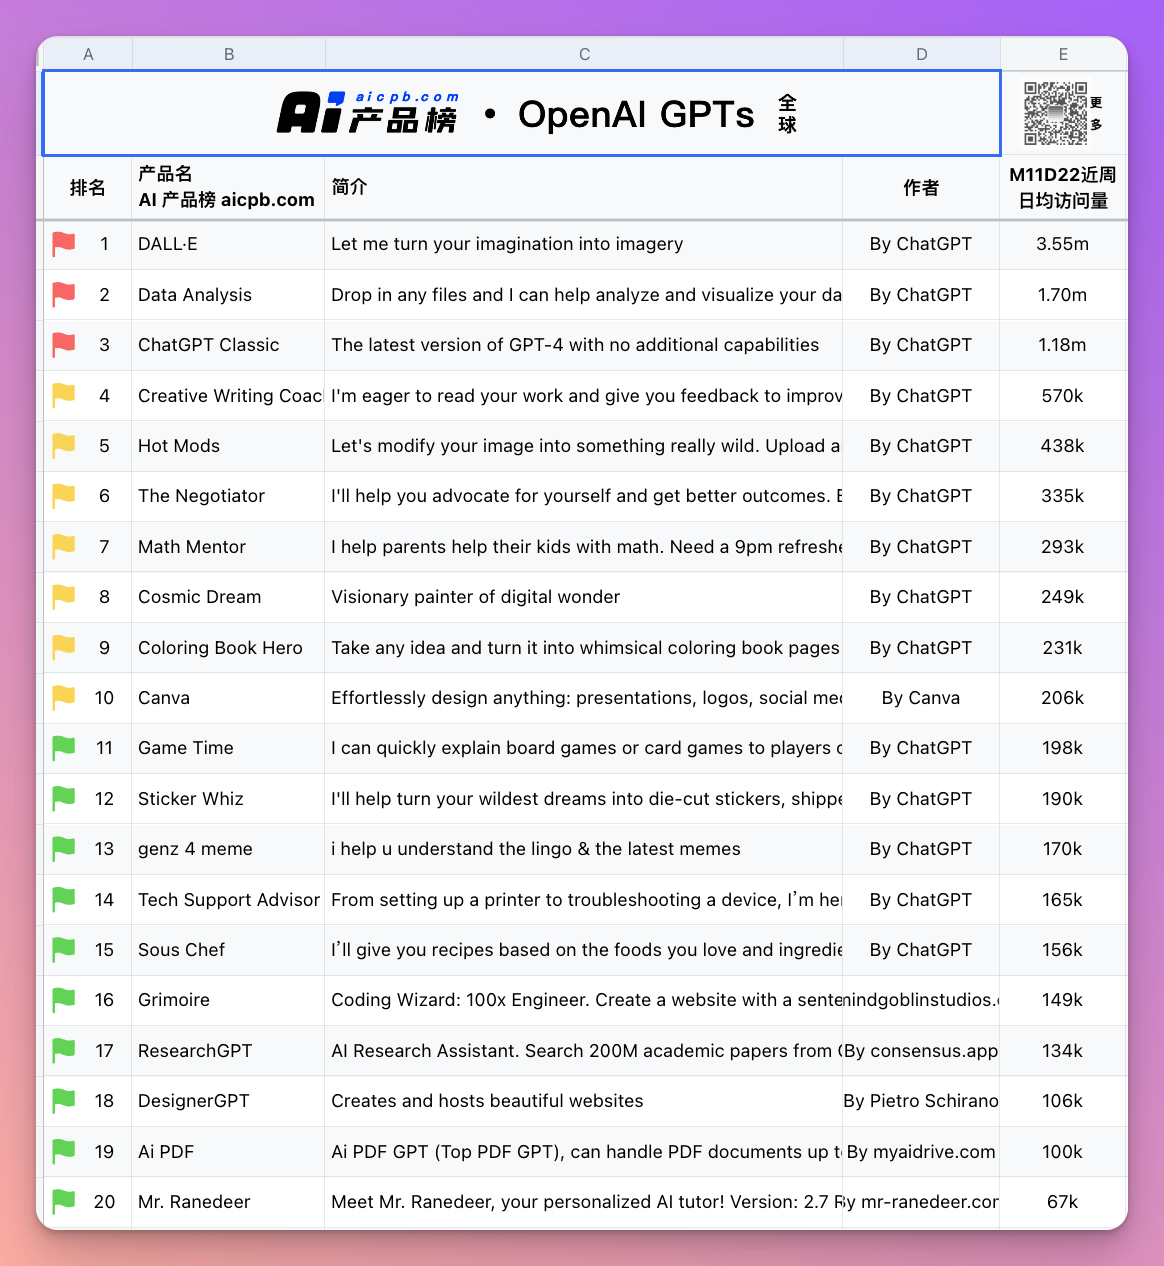 A B C D E
aicpb.com
Ai产品榜 • OpenAI GPTs 全球
更多
排名 产品名 AI 产品榜 aicpb.com 简介 作者 M11D22近周日均访问量
1 DALL·E Let me turn your imagination into imagery By ChatGPT 3.55m
2 Data Analysis Drop in any files and I can help analyze and visualize your By ChatGPT 1.70m
3 ChatGPT Classic The latest version of GPT-4 with no additional capabilities By ChatGPT 1.18m
4 Creative Writing I'm eager to read your work and give you feedback to By ChatGPT 570k
5 Hot Mods Let's modify your image into something really wild. Upload a By ChatGPT 438k
6 The Negotiator I'll help you advocate for yourself and get better outcomes. By ChatGPT 335k
7 Math Mentor I help parents help their kids with math. Need a 9pm By ChatGPT 293k
8 Cosmic Dream Visionary painter of digital wonder By ChatGPT 249k
9 Coloring Book Hero Take any idea and turn it into whimsical coloring book pages By ChatGPT 231k
10 Canva Effortlessly design anything: presentations, logos, social By Canva 206k
11 Game Time I can quickly explain board games or card games to players By ChatGPT 198k
12 Sticker Whiz I'll help turn your wildest dreams into die-cut stickers, By ChatGPT 190k
13 genz 4 meme i help u understand the lingo & the latest memes By ChatGPT 170k
14 Tech Support Advisor From setting up a printer to troubleshooting a device, I’m By ChatGPT 165k
15 Sous Chef I’ll give you recipes based on the foods you love and By ChatGPT 156k
16 Grimoire Coding Wizard: 100x Engineer. Create a website with a 149k
17 ResearchGPT AI Research Assistant. Search 200M academic papers from By consensus.app 134k
18 DesignerGPT Creates and hosts beautiful websites By Pietro Schirano 106k
19 Ai PDF Ai PDF GPT (Top PDF GPT), can handle PDF documents up By myaidrive.com 100k
20 Mr. Ranedeer Meet Mr. Ranedeer, your personalized AI tutor! Version: 2.7 By 67k